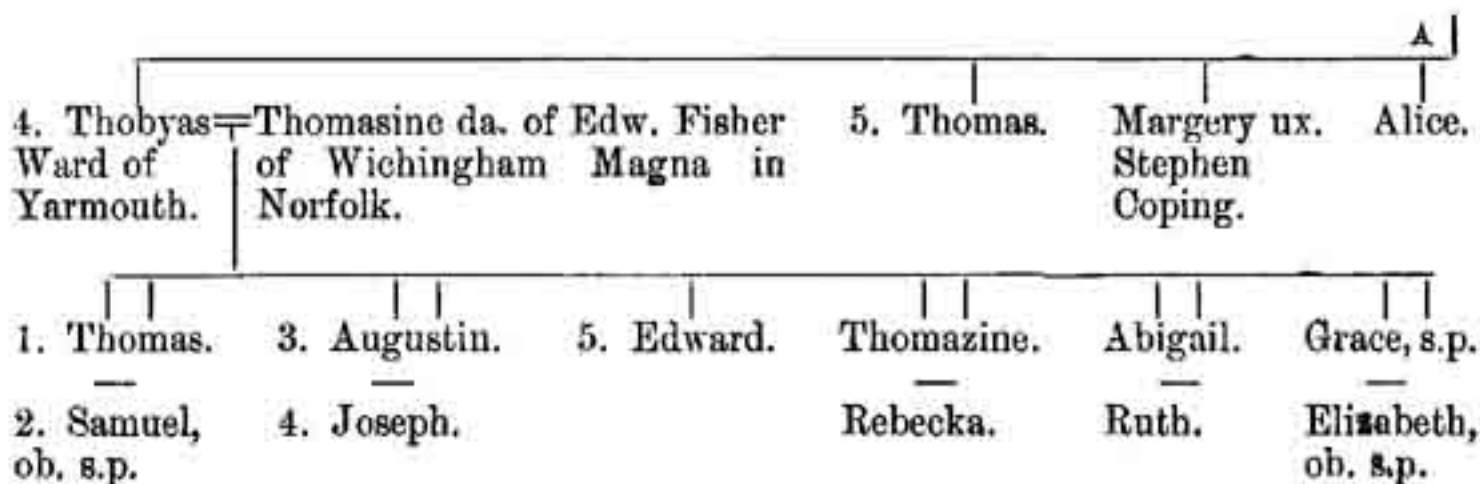 A
4. Thobyas=Thomasine da. of Edw. Fisher 5. Thomas. Margery ux. Alice.
Ward of of Wichingham Magna in Stephen
Yarmouth. Norfolk. Coping.
1. Thomas. 3. Augustin. 5. Edward. Thomazine. Abigail. Grace, s.p.
2. Samuel, 4. Joseph. Rebecka. Ruth. Elizabeth,
ob. s.p. ob. s.p.